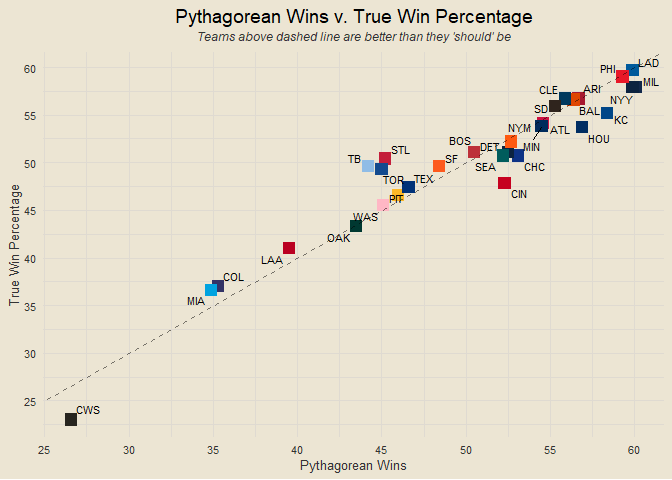 Pythagorean Wins v. True Win Percentage
Teams above dashed line are better than they 'should' be
True Win Percentage
60
55
50
45
40
35
30
25
PHI
LAD
MIL
CLE
ARI
NYY
SD
BAL
KC
NYM
ATL
HOU
BOS
DET
MIN
STL
TB
SF
SEA
CHC
TOR
TEX
CIN
PIT
WAS
OAK
LAA
COL
MIA
CWS
25
30
35
40
45
50
55
60
Pythagorean Wins